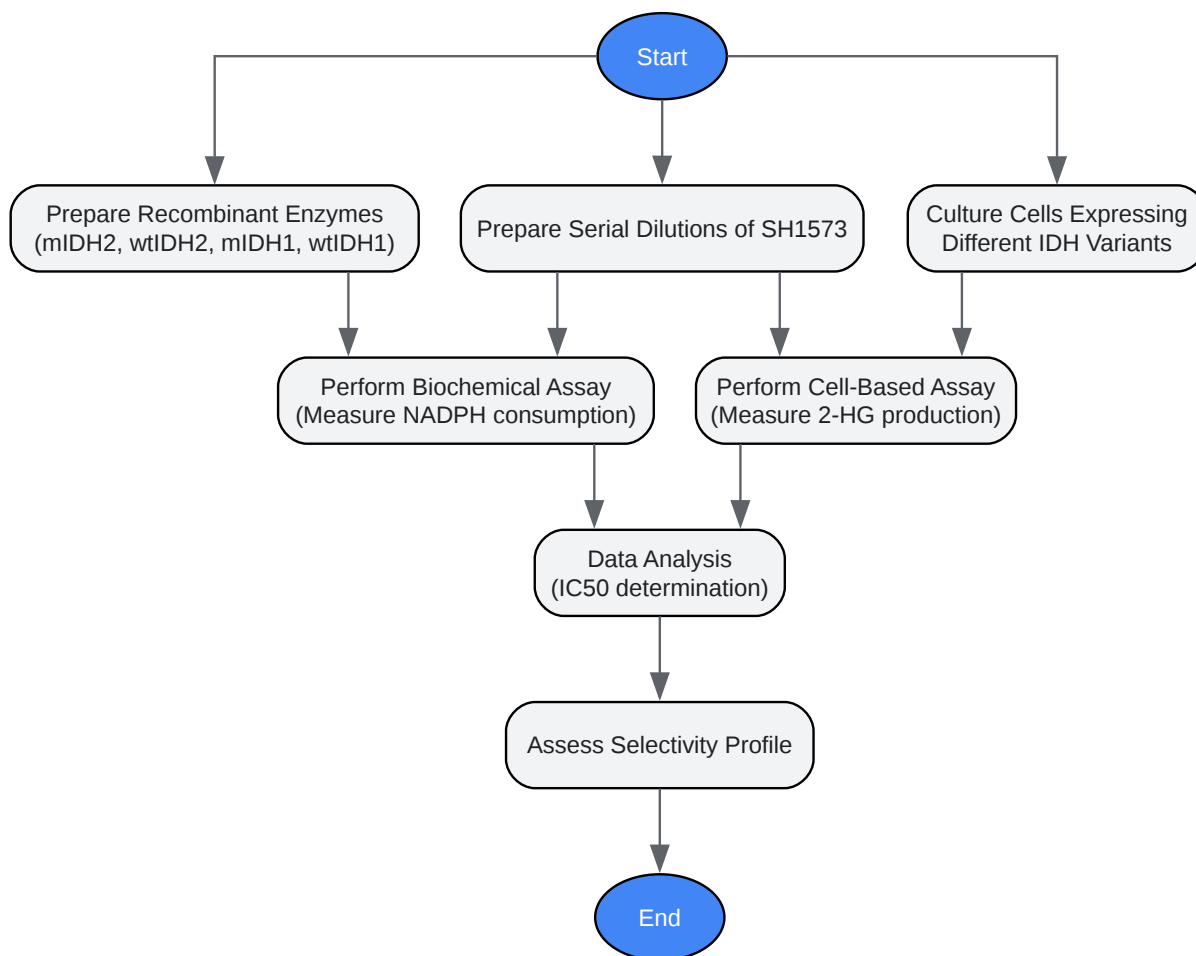 Start
Prepare Recombinant Enzymes
(mIDH2, wtIDH2, mIDH1, wtIDH1)
Prepare Serial Dilutions of SH1573
Culture Cells Expressing
Different IDH Variants
Perform Biochemical Assay
(Measure NADPH consumption)
Perform Cell-Based Assay
(Measure 2-HG production)
Data Analysis
(IC50 determination)
Assess Selectivity Profile
End